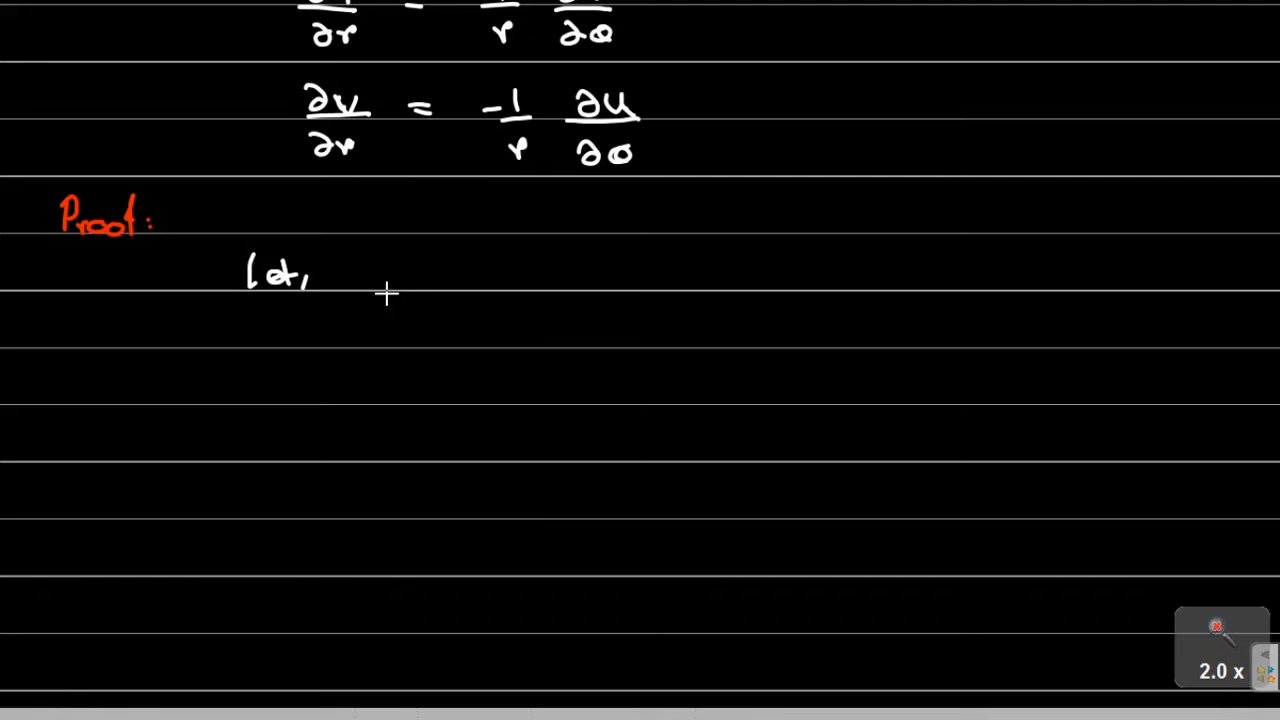 ∂r = r ∂θ
∂v/∂r = -1/r ∂u/∂θ
Proof:
let,
2.0 x